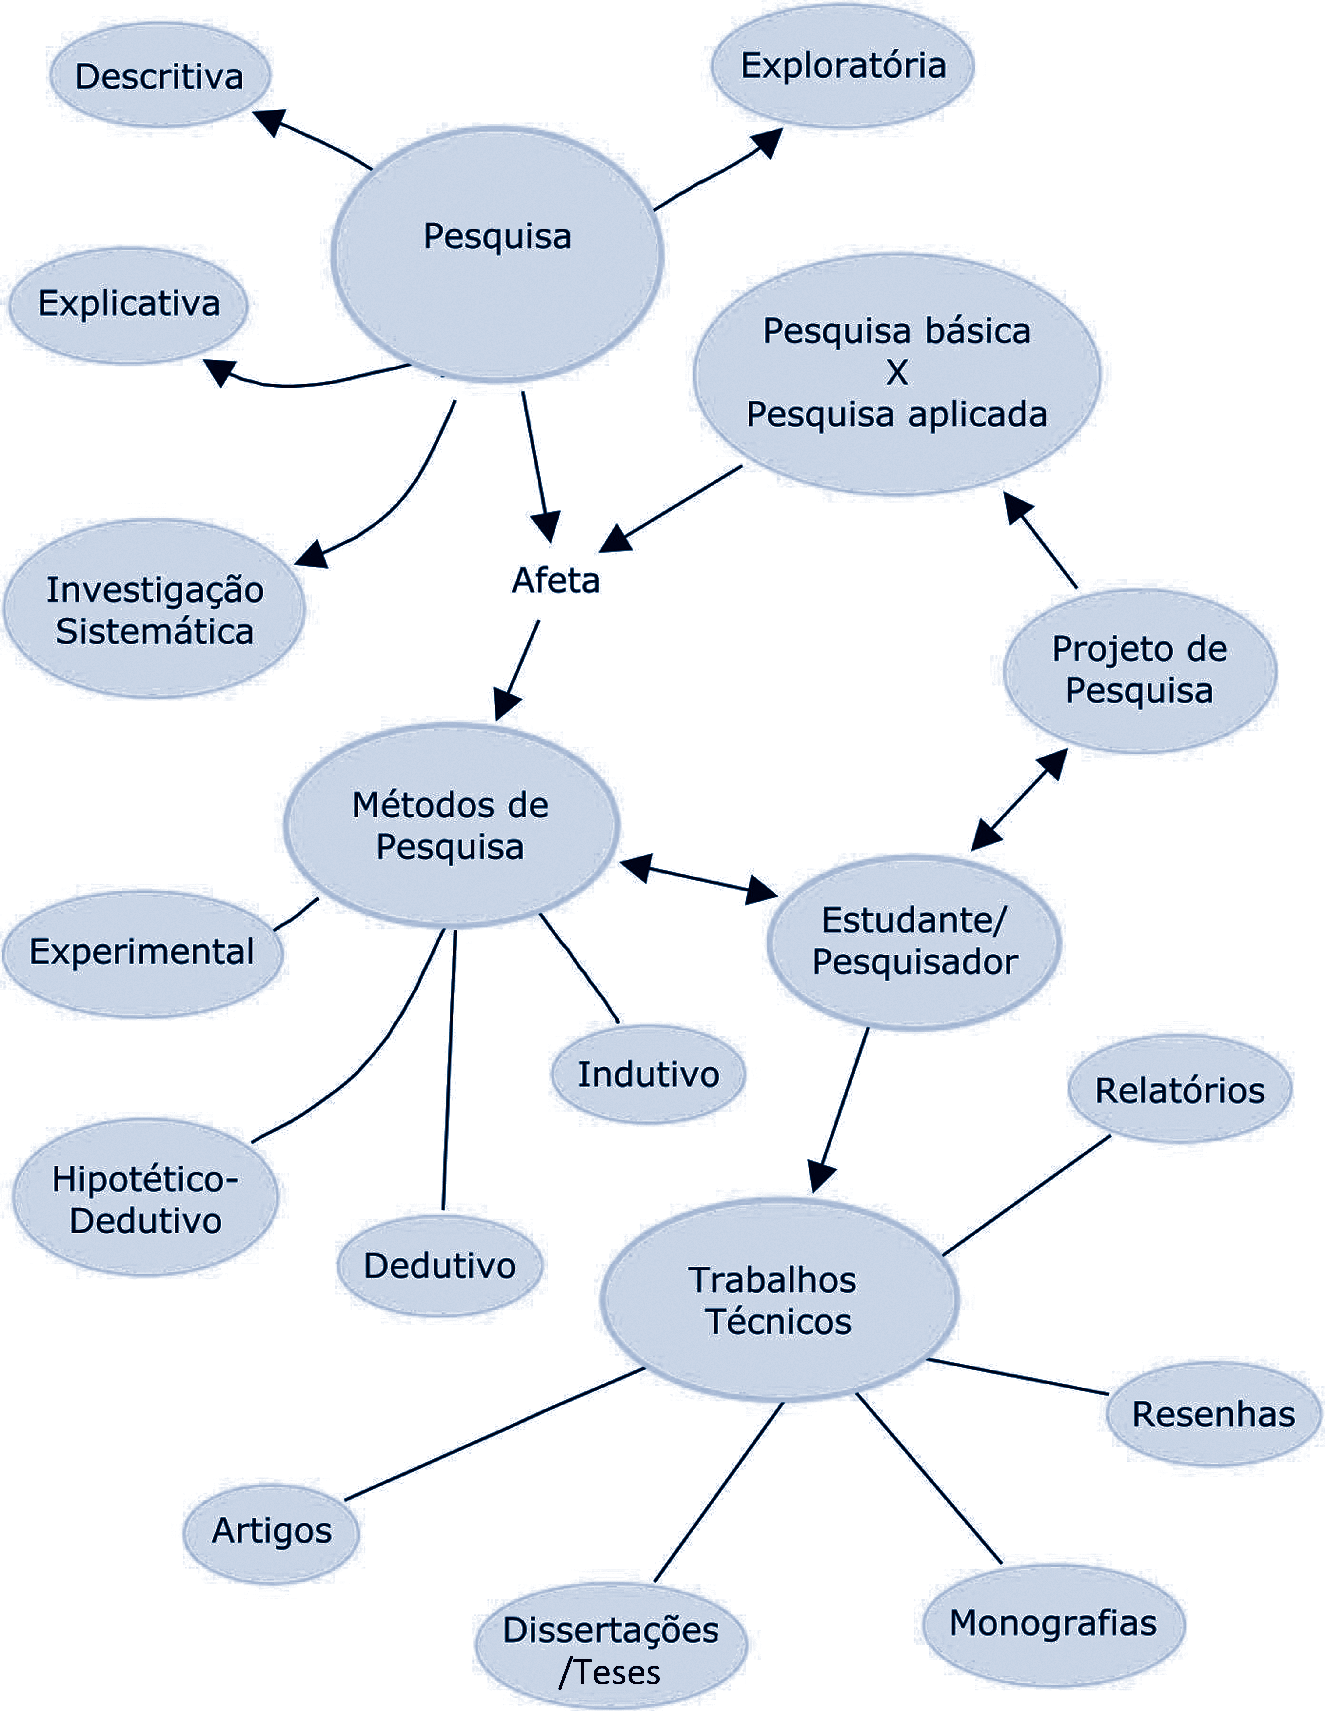 Descritiva
Exploratória
Pesquisa
Explicativa
Pesquisa básica
X
Pesquisa aplicada
Investigação
Sistemática
Afeta
Projeto de
Pesquisa
Métodos de
Pesquisa
Estudante/
Pesquisador
Experimental
Indutivo
Relatórios
Hipotético-
Dedutivo
Dedutivo
Trabalhos
Técnicos
Resenhas
Artigos
Dissertações
/Teses
Monografias